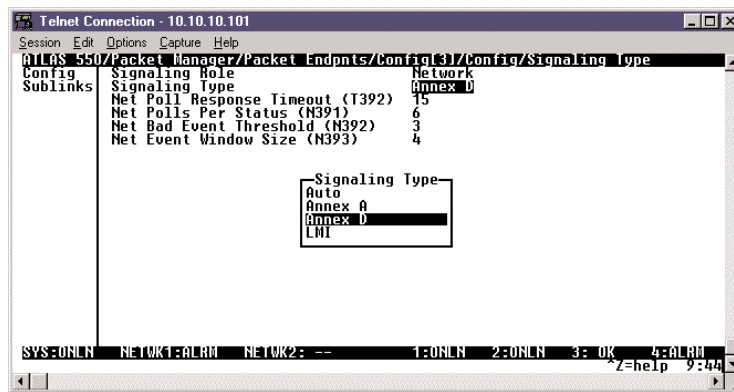 Telnet Connection - 10.10.10.101
Session Edit Options Capture Help
ATLAS 550/Packet Manager/Packet Endpnts/Config[3]/Config/Signaling Type
Config Signaling Role Network
Sublinks Signaling Type Annex D
Net Poll Response Timeout (T392) 15
Net Polls Per Status (N391) 6
Net Bad Event Threshold (N392) 3
Net Event Window Size (N393) 4
Signaling Type
Auto
Annex A
Annex D
LMI
SYS:ONLN NETWK1:ALRM NETWK2: -- 1:ONLN 2:ONLN 3: OK 4:ALRM
^Z=help 9:44